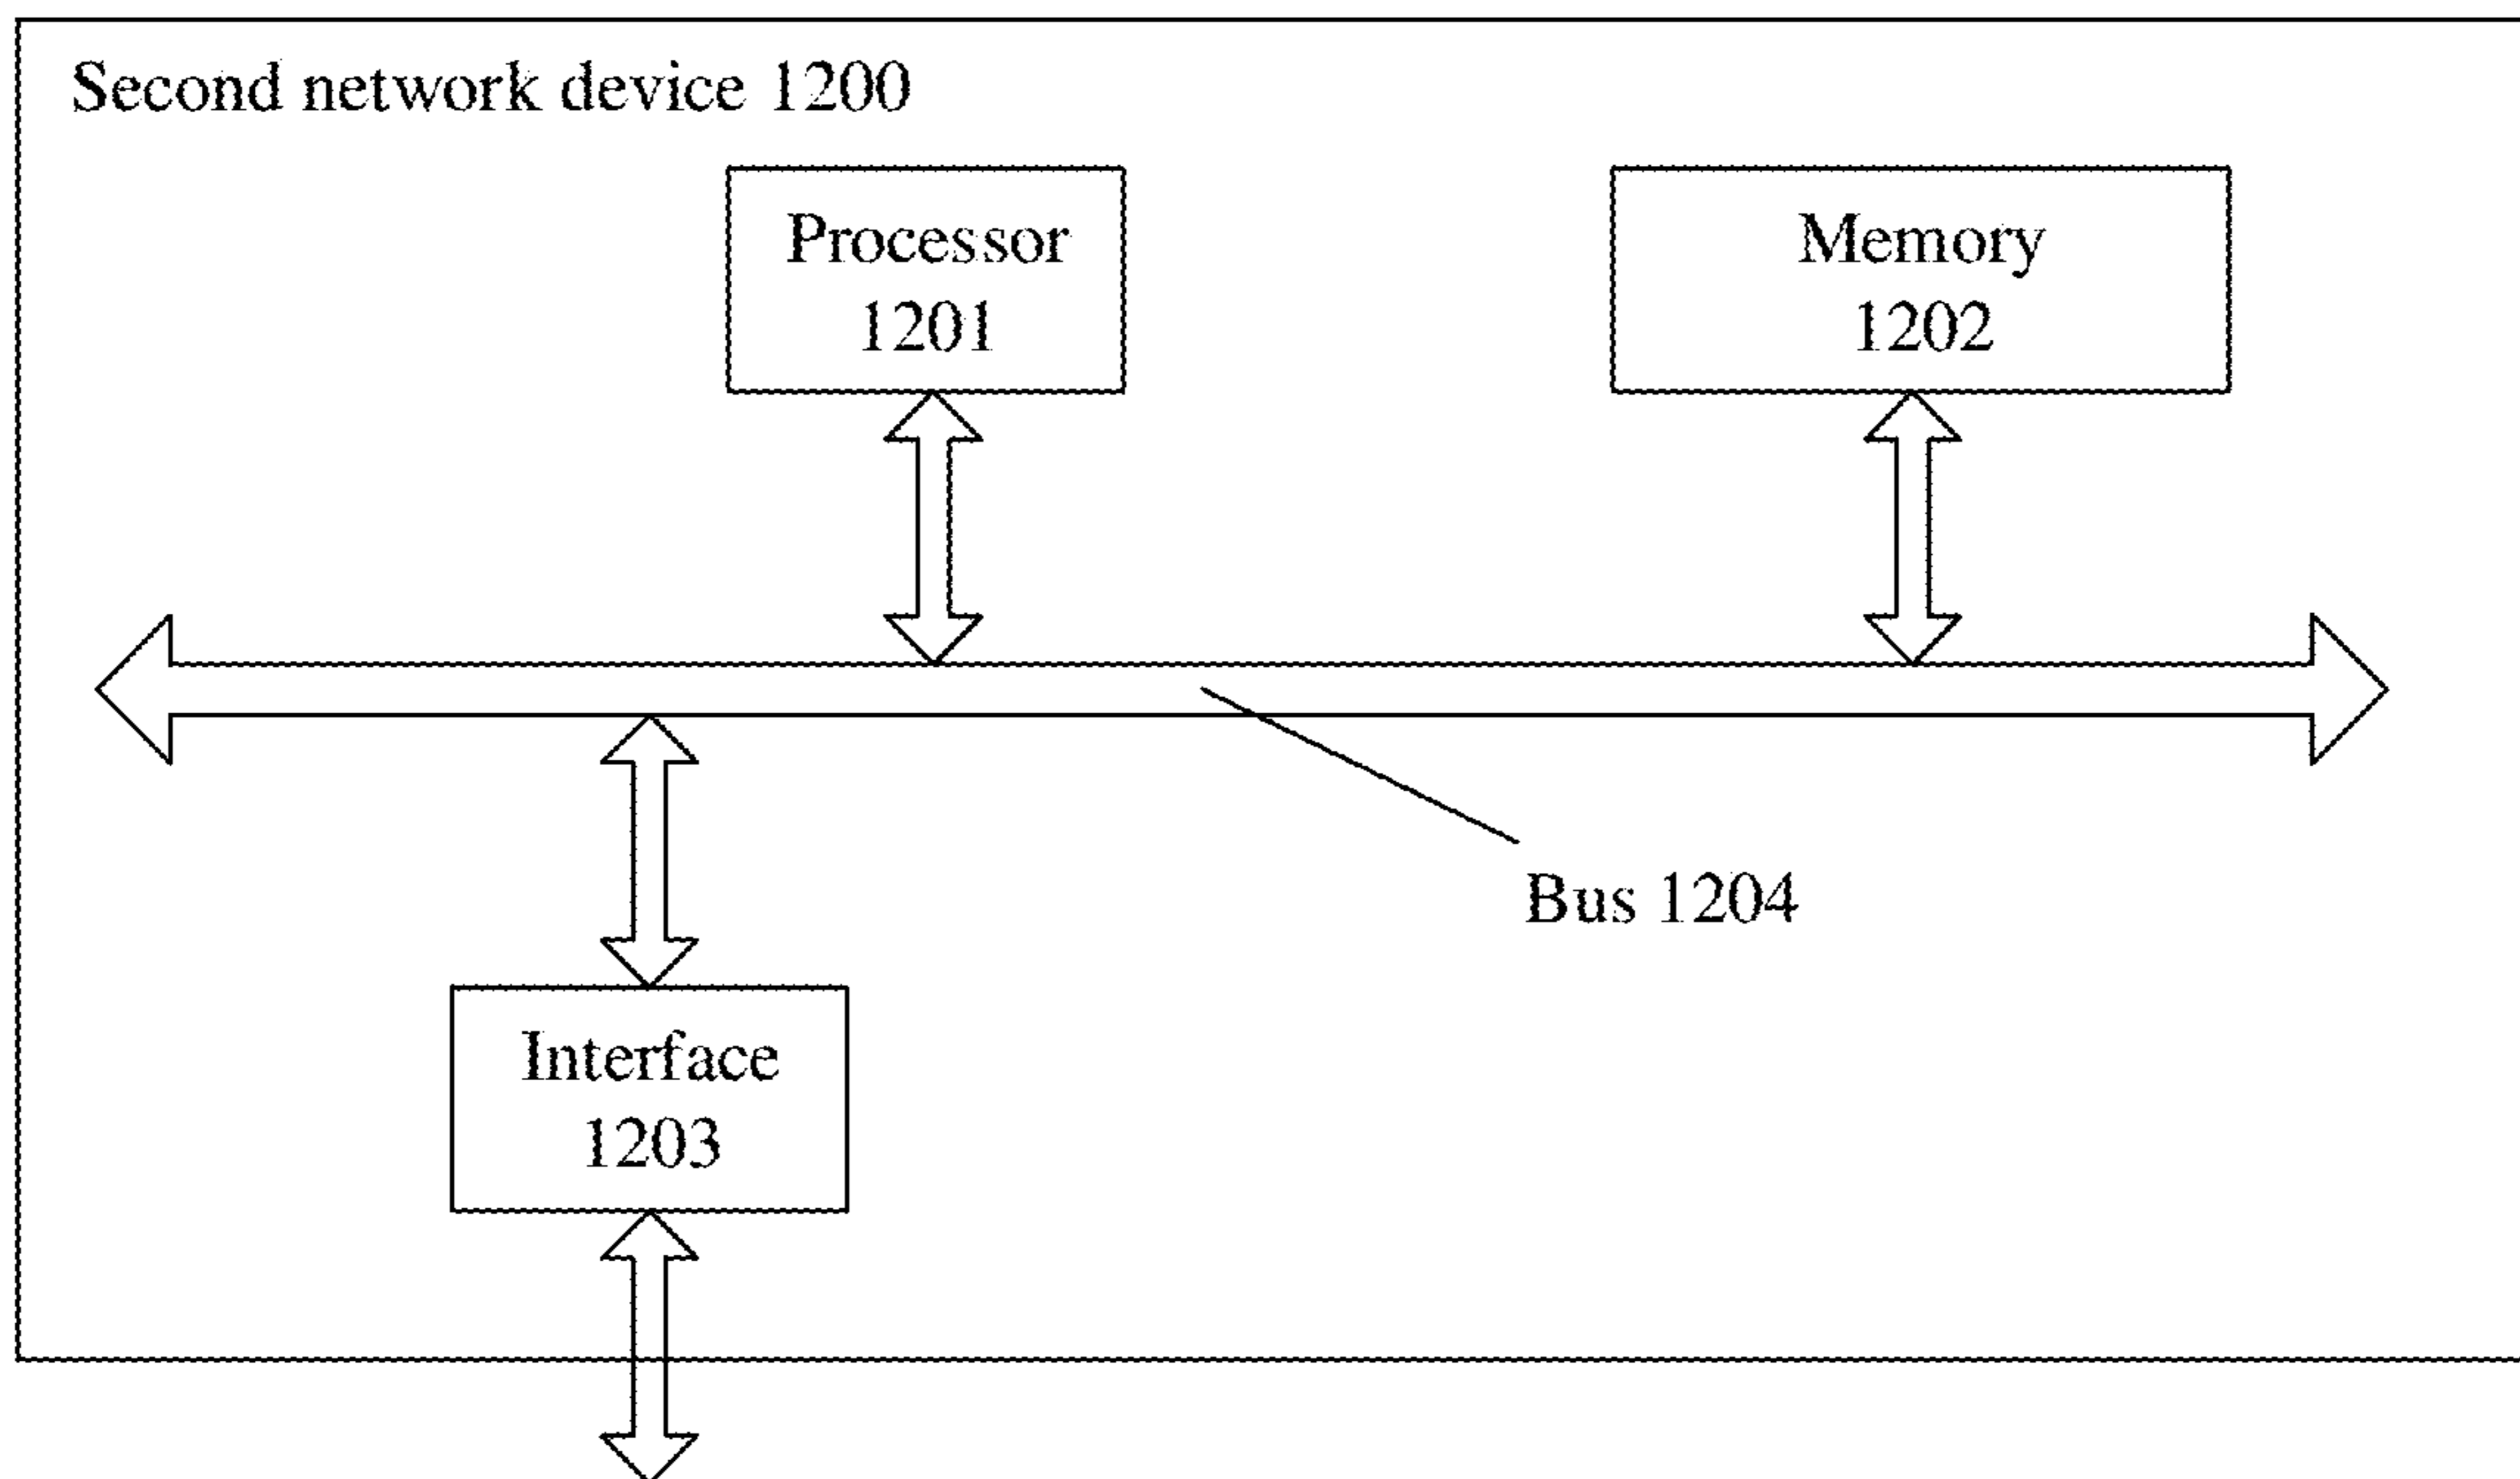 Second network device 1200
Processor
1201
Memory
1202
Bus 1204
Interface
1203